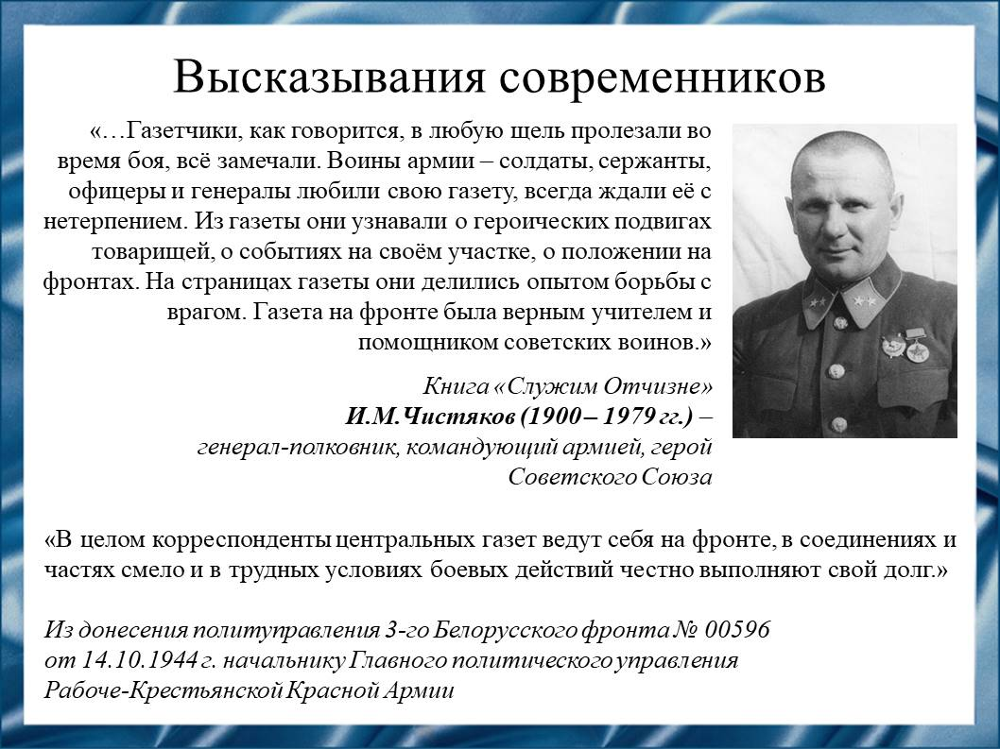 Высказывания современников
«…Газетчики, как говорится, в любую щель пролезали во
время боя, всё замечали. Воины армии – солдаты, сержанты,
офицеры и генералы любили свою газету, всегда ждали её с
нетерпением. Из газеты они узнавали о героических подвигах
товарищей, о событиях на своём участке, о положении на
фронтах. На страницах газеты они делились опытом борьбы с
врагом. Газета на фронте была верным учителем и
помощником советских воинов.»
Книга «Служим Отчизне»
И.М.Чистяков (1900 – 1979 гг.) –
генерал-полковник, командующий армией, герой
Советского Союза
«В целом корреспонденты центральных газет ведут себя на фронте, в соединениях и
частях смело и в трудных условиях боевых действий честно выполняют свой долг.»
Из донесения политуправления 3-го Белорусского фронта № 00596
от 14.10.1944 г. начальнику Главного политического управления
Рабоче-Крестьянской Красной Армии